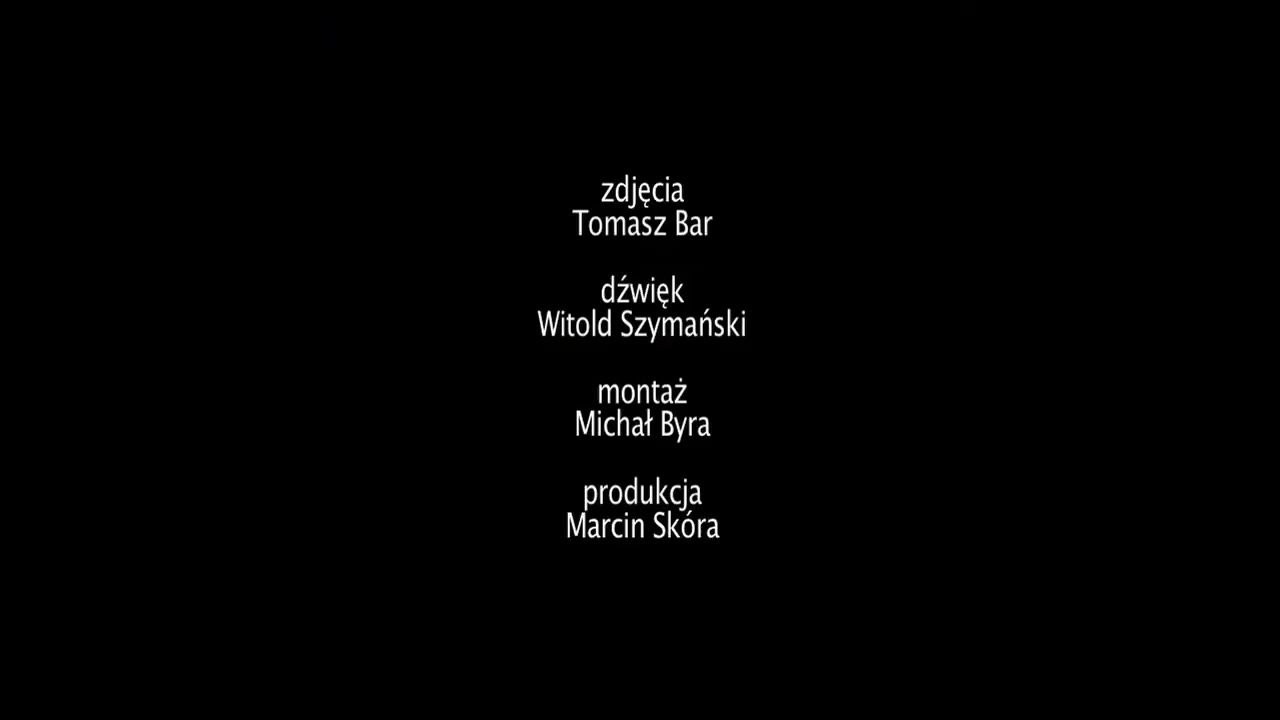 zdjęcia
Tomasz Bar
dźwięk
Witold Szymański
montaż
Michał Byra
produkcja
Marcin Skóra